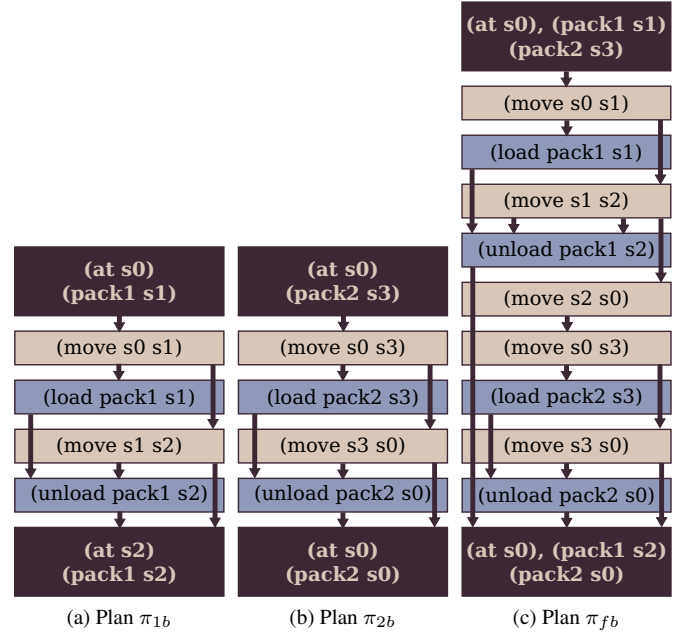 (at s0)
(pack1 s1)
(move s0 s1)
(load pack1 s1)
(move s1 s2)
(unload pack1 s2)
(at s2)
(pack1 s2)
(a) Plan π1b
(at s0)
(pack2 s3)
(move s0 s3)
(load pack2 s3)
(move s3 s0)
(unload pack2 s0)
(at s0)
(pack2 s0)
(b) Plan π2b
(at s0), (pack1 s1)
(pack2 s3)
(move s0 s1)
(load pack1 s1)
(move s1 s2)
(unload pack1 s2)
(move s2 s0)
(move s0 s3)
(load pack2 s3)
(move s3 s0)
(unload pack2 s0)
(at s0), (pack1 s2)
(pack2 s0)
(c) Plan πfb